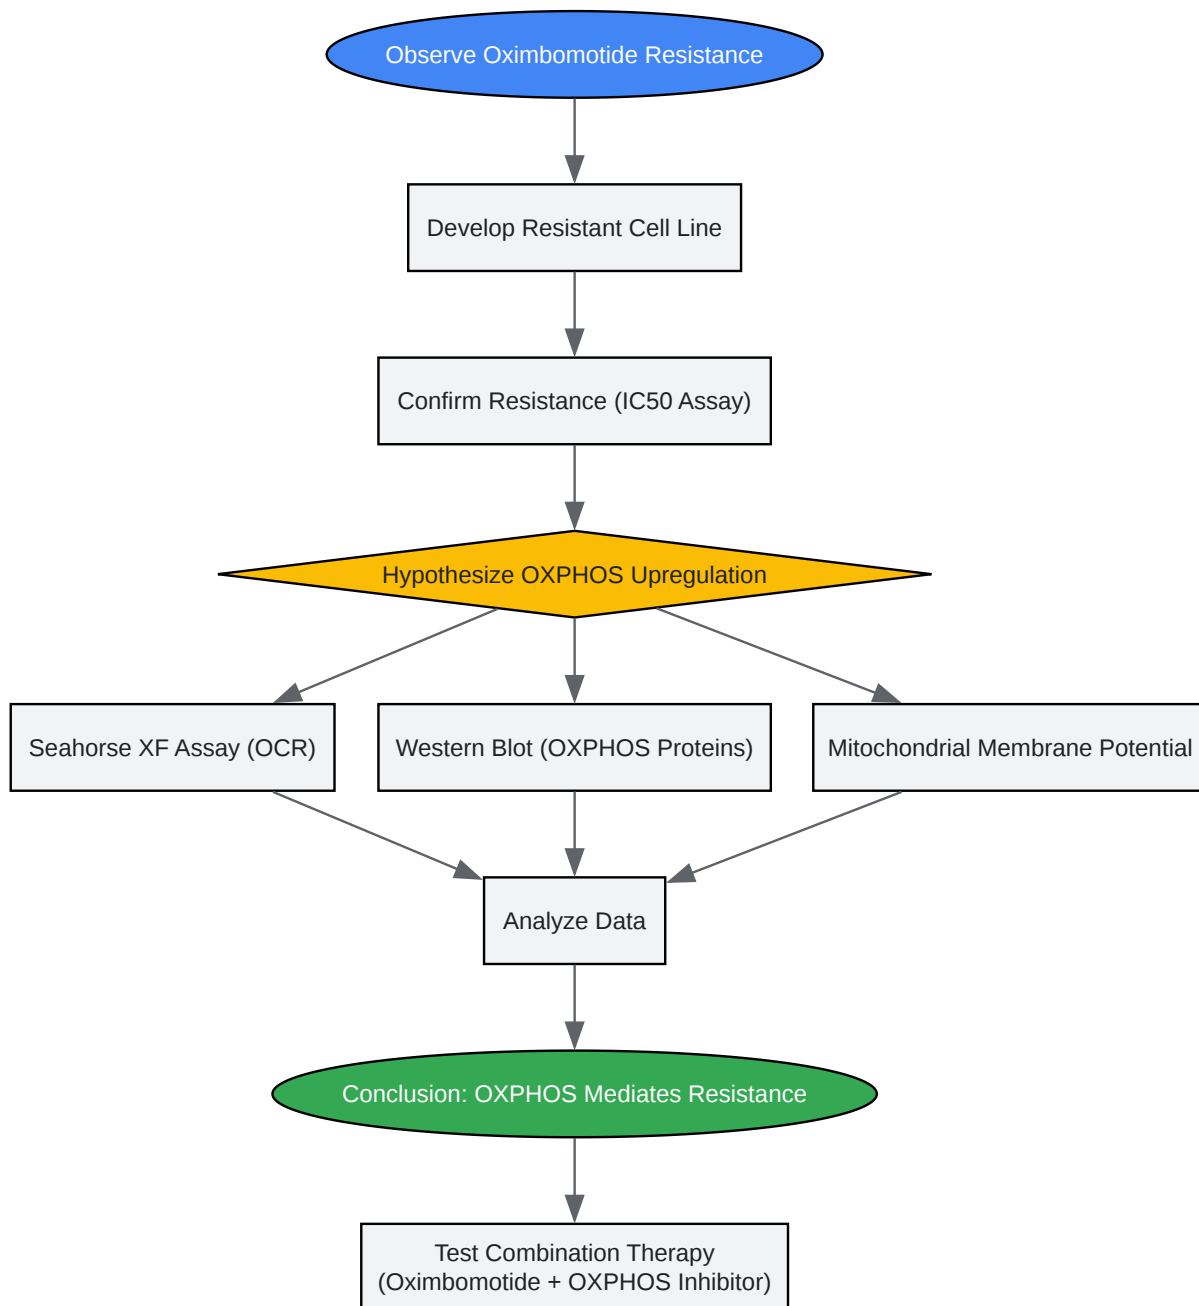 Observe Oximbomotide Resistance
Develop Resistant Cell Line
Confirm Resistance (IC50 Assay)
Hypothesize OXPHOS Upregulation
Seahorse XF Assay (OCR)
Western Blot (OXPHOS Proteins)
Mitochondrial Membrane Potential
Analyze Data
Conclusion: OXPHOS Mediates Resistance
Test Combination Therapy
(Oximbomotide + OXPHOS Inhibitor)